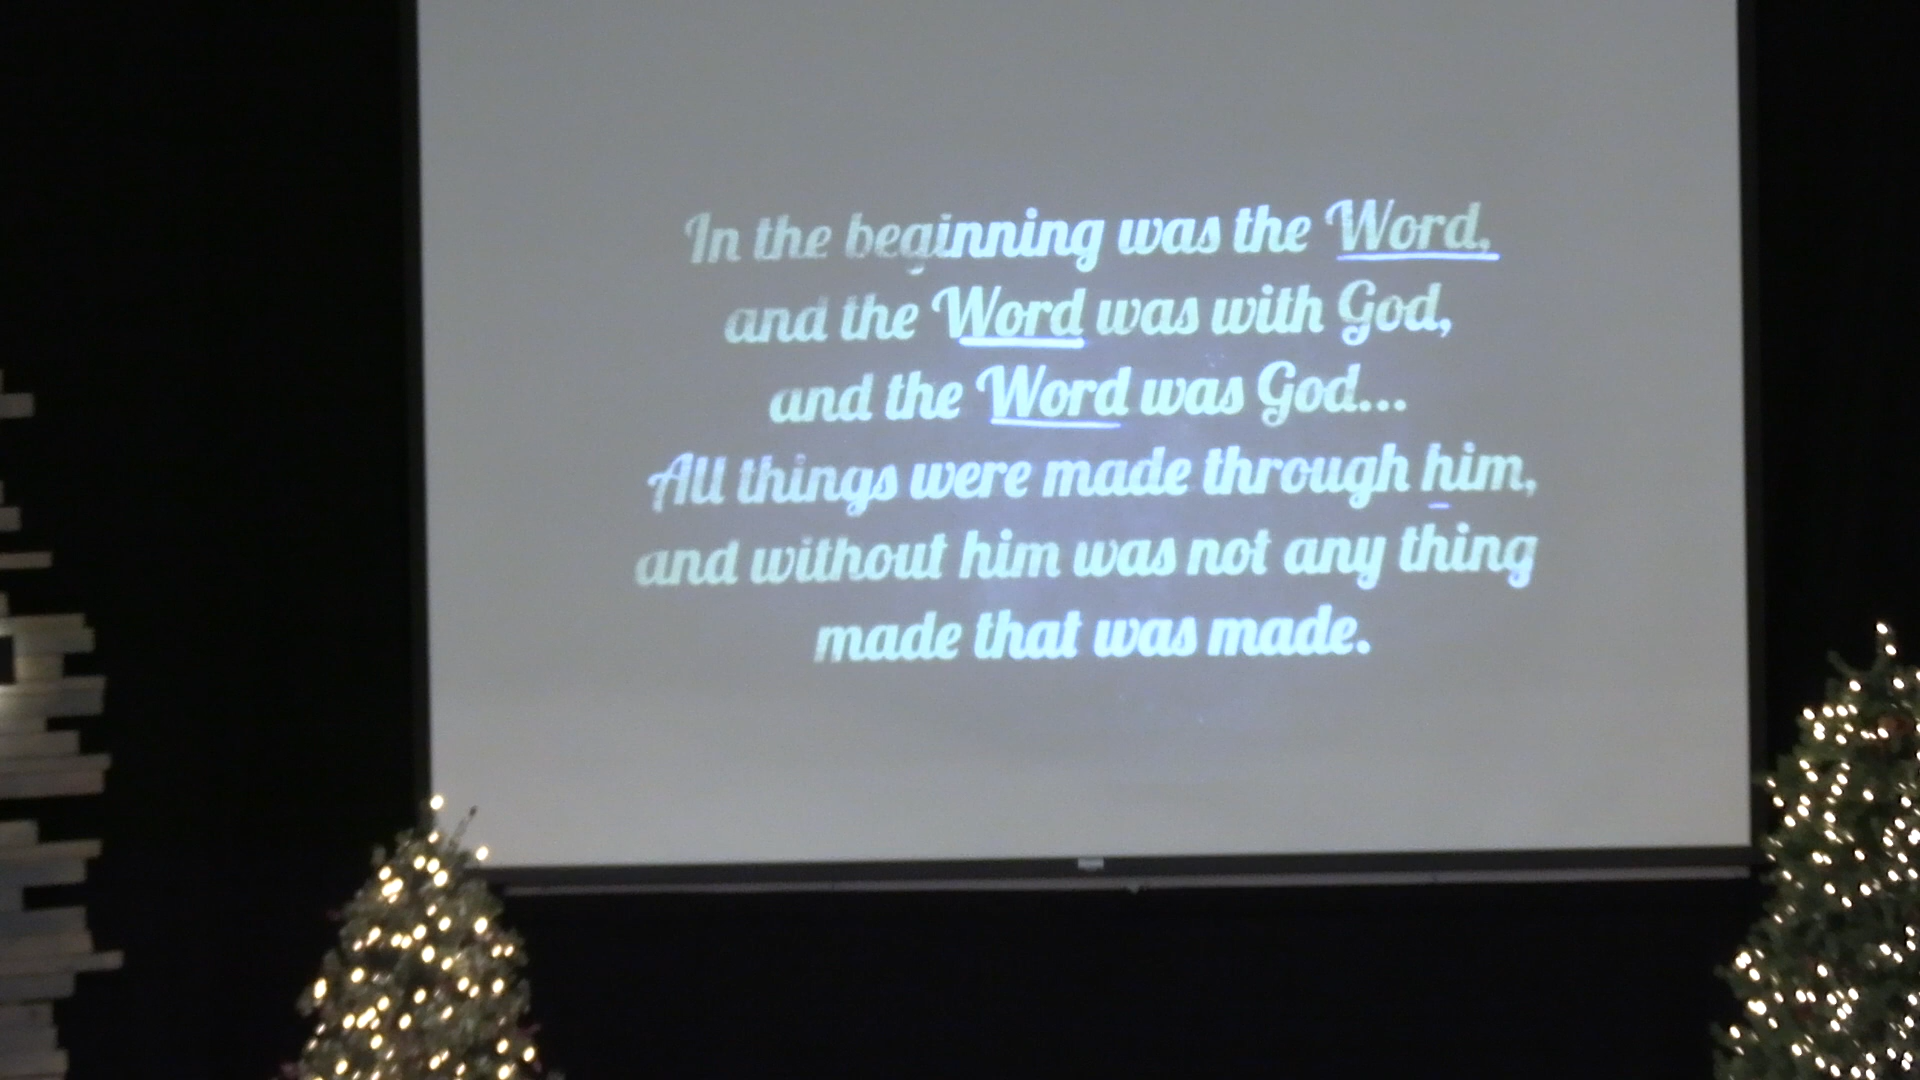 In the beginning was the Word,
and the Word was with God,
and the Word was God...
All things were made through him,
and without him was not any thing
made that was made.